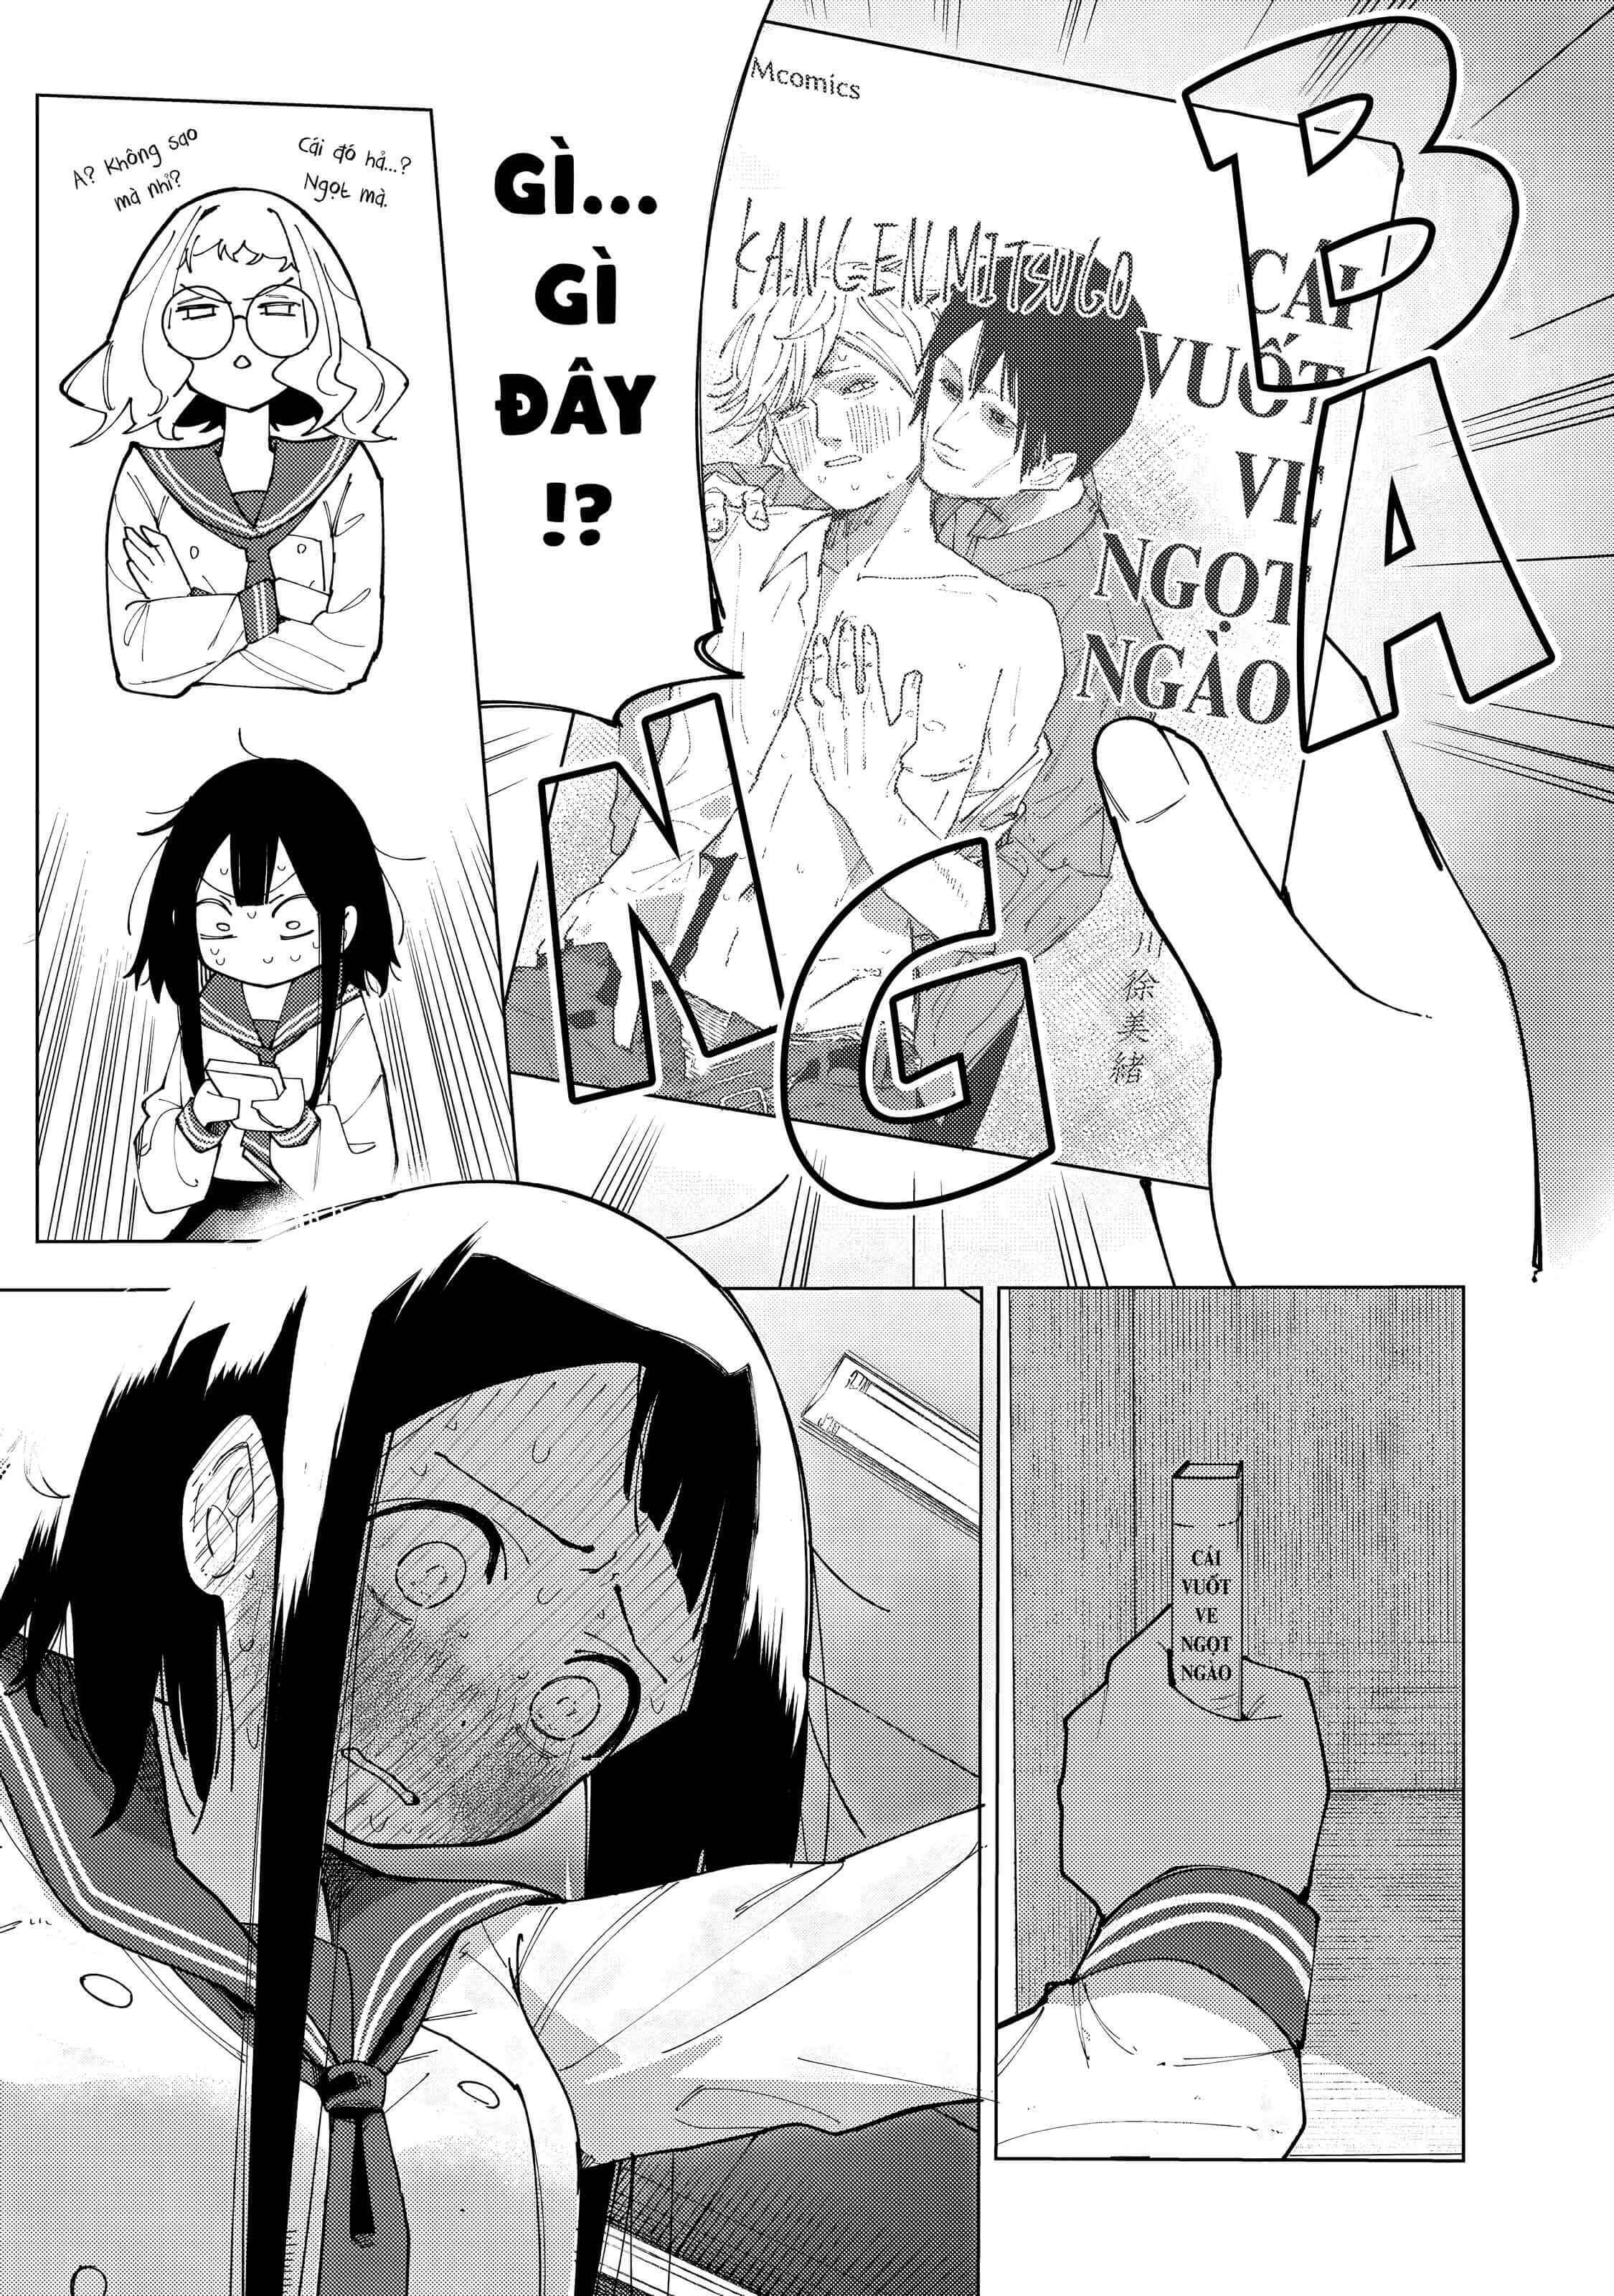 BANG
Mcomics
KANGEN MITSUGO
CÁI
VUỐT
VE
NGỌT
NGÀO
川徐美緒
GÌ...
GÌ
ĐÂY
!?
Cái đó hả...?
Ngọt mà.
A? Không sao
mà nhỉ?
CÁI
VUỐT
VE
NGỌT
NGÀO